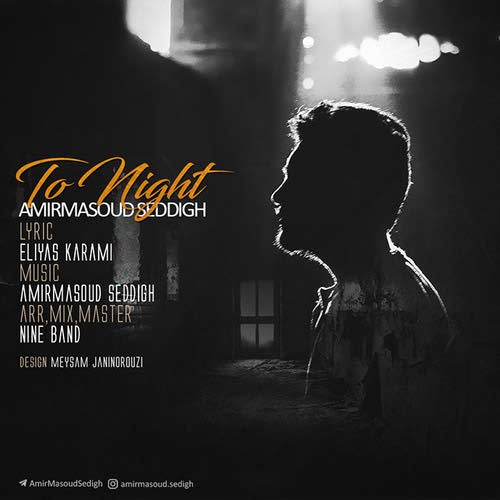 To Night
AMIRMASOUD SEDDIGH
LYRIC
ELIYAS KARAMI
MUSIC
AMIRMASOUD SEDDIGH
ARR,MIX,MASTER
NINE BAND
DESIGN MEYSAM JANINOROUZI
AmirMasoudSedigh amirmasoud.sedigh